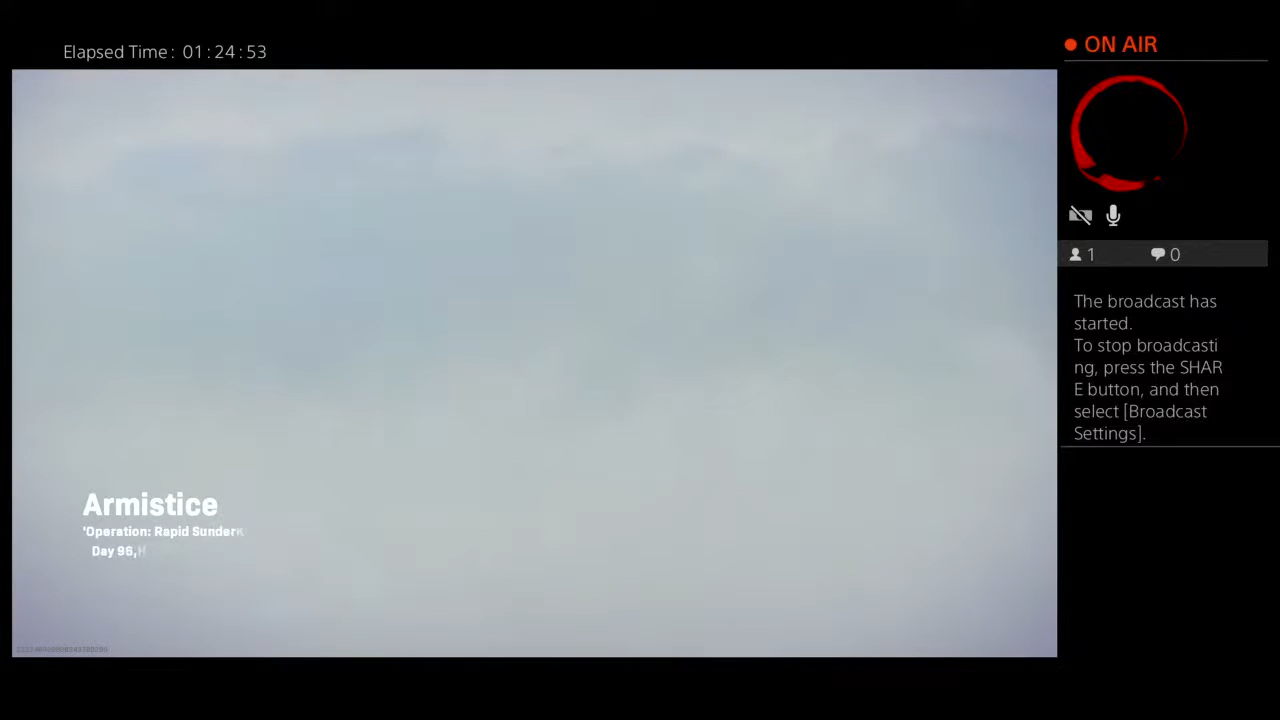 Elapsed Time: 01:24:53
ON AIR
1
0
The broadcast has
started.
To stop broadcasti
ng, press the SHAR
E button, and then
select [Broadcast
Settings].
Armistice
'Operation: Rapid Sunder
Day 96,H